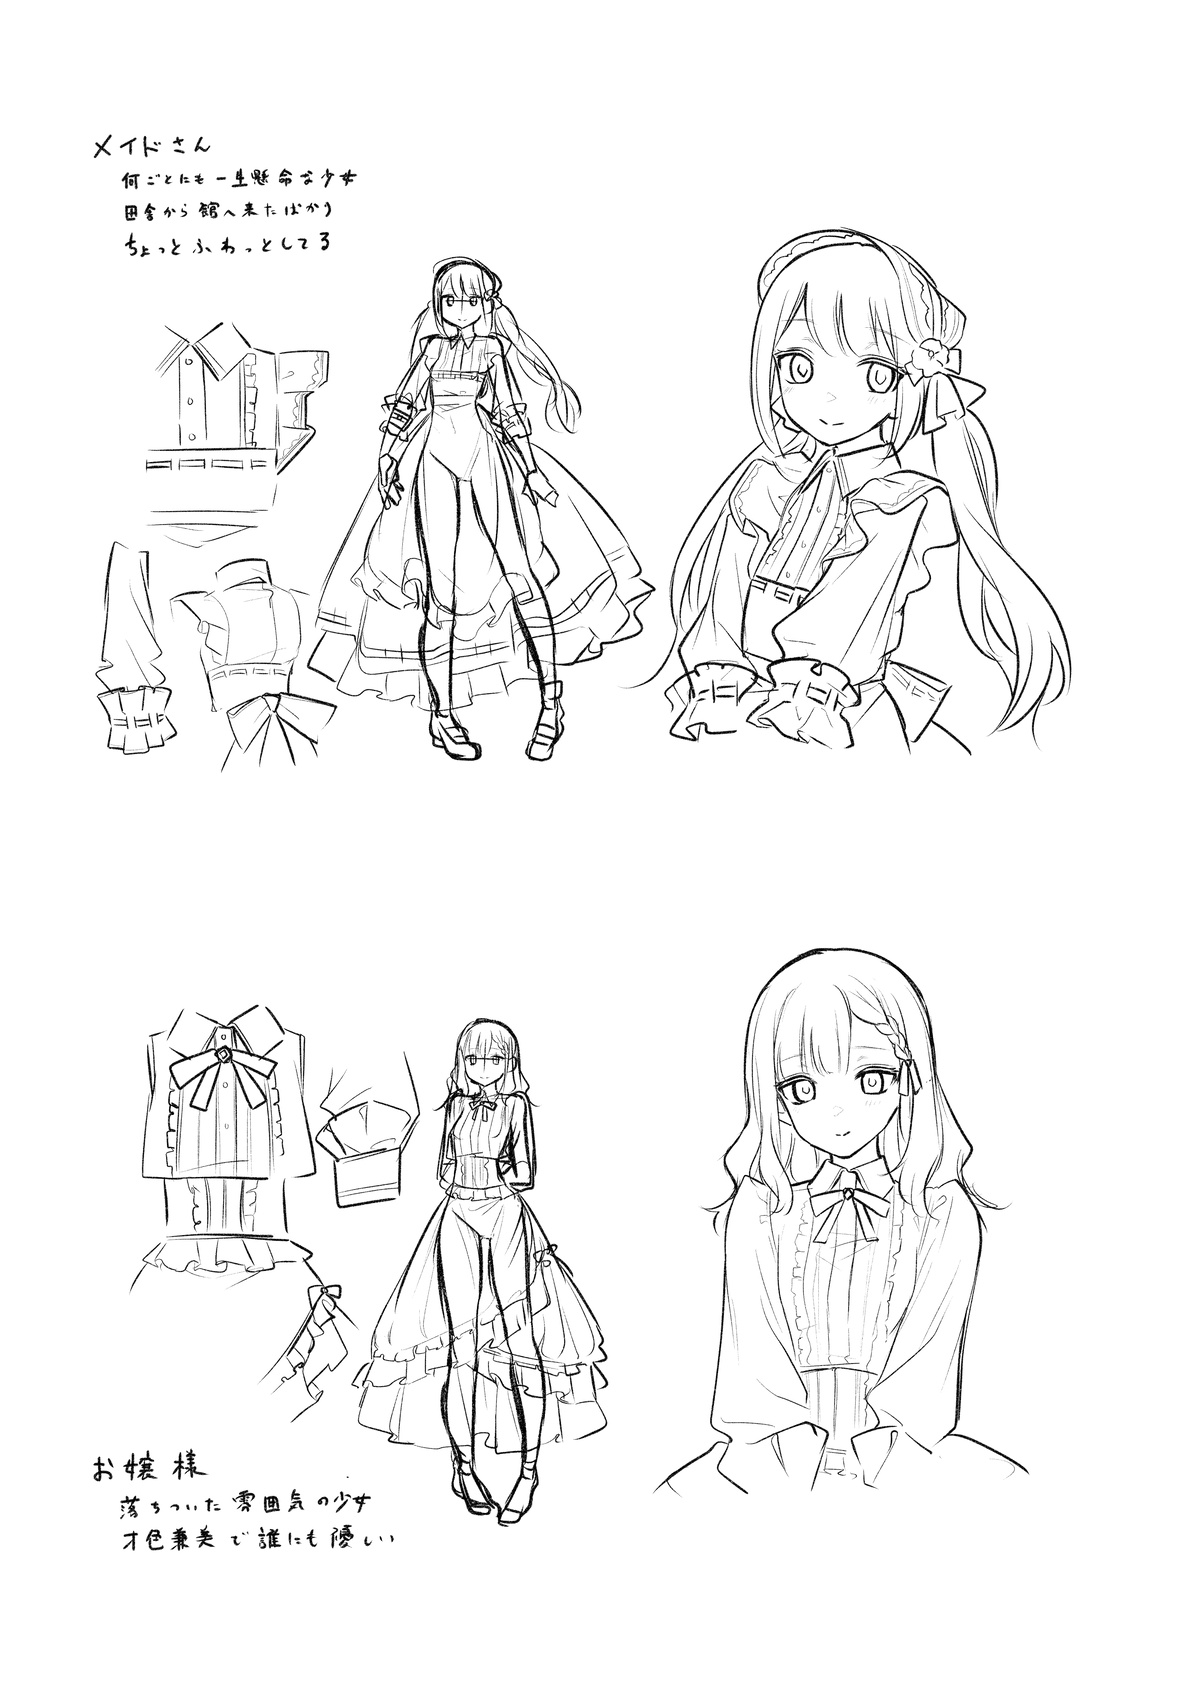 メイドさん
何ごとにも一生懸命な少女
田舎から館へ来たばかり
ちょっとふわっとしてる
お嬢様
落ちついた雰囲気の少女
才色兼美で誰にも優しい